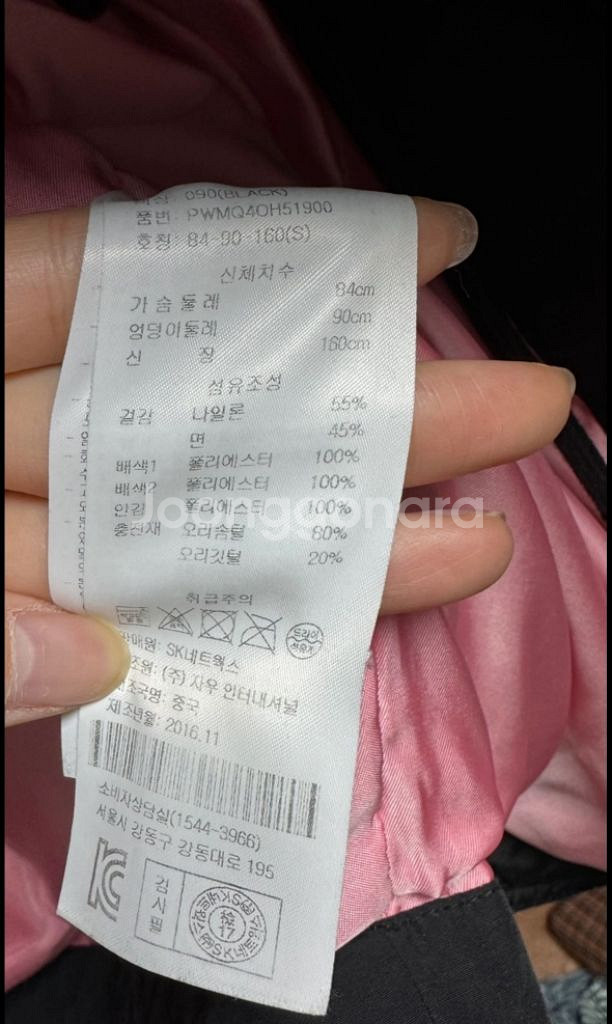 090(BLACK)
품번: PWMQ4OH51900
호칭: 84-90-160(S)
신체치수
가슴둘레 84cm
엉덩이둘레 90cm
신 장 160cm
섬유조성
겉감 나일론 55%
면 45%
배색1 폴리에스터 100%
배색2 폴리에스터 100%
안감 폴리에스터 100%
충전재 오리솜털 80%
오리깃털 20%
joonggonara
취급주의
드라이
판매원: SK네트웍스
제조원: (주) 자우 인터내셔널
제조국명: 중국
제조년월: 2016.11
소비자상담실(1544-3966)
서울시 강동구 강동대로 195
검사필
17